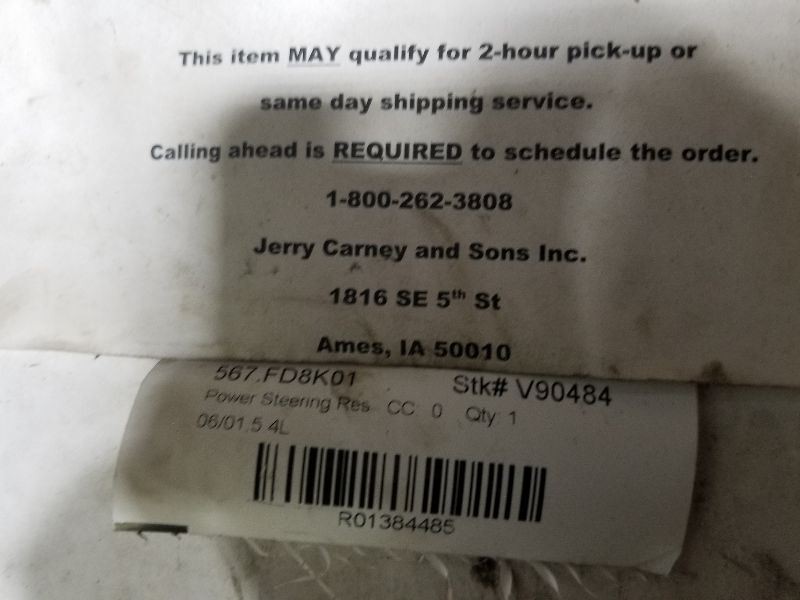 This item MAY qualify for 2-hour pick-up or
same day shipping service.
Calling ahead is REQUIRED to schedule the order.
1-800-262-3808
Jerry Carney and Sons Inc.
1816 SE 5th St
Ames, IA 50010
567.FD8K01 Stk# V90484
Power Steering Res CC 0 Qty 1
06/01 5.4L
R01384485